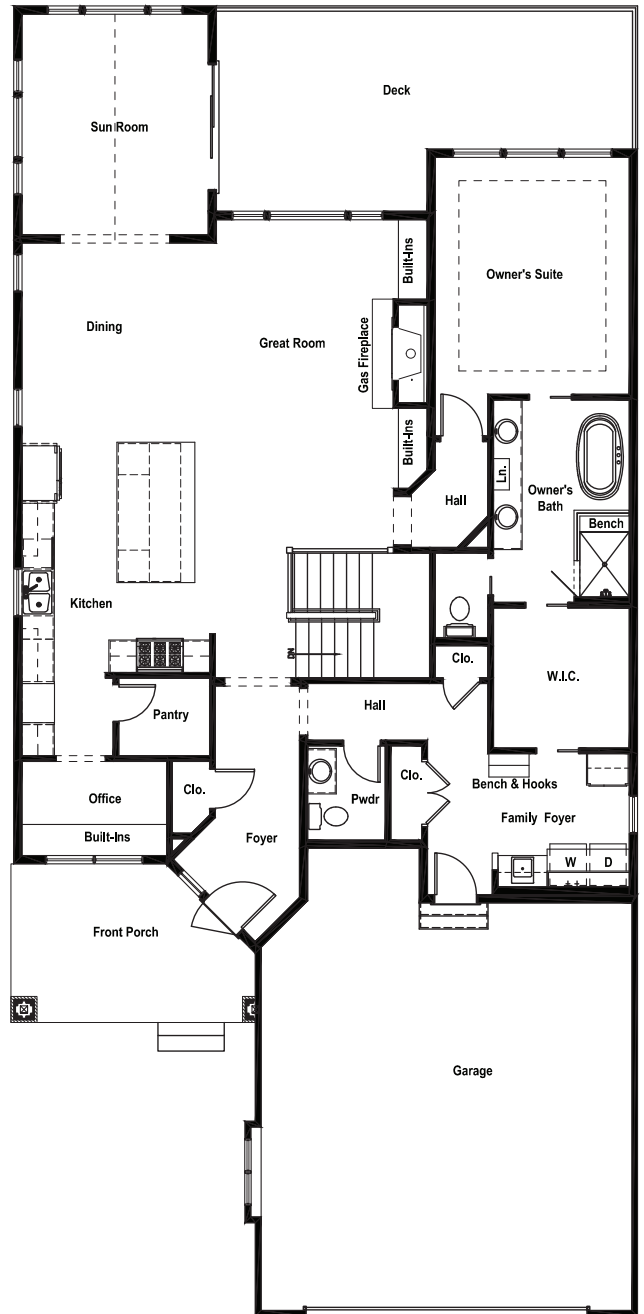 Deck
Sun Room
Built-Ins
Owner's Suite
Dining
Great Room
Gas Fireplace
Built-Ins
Ln.
Owner's
Bath
Hall
Bench
Kitchen
DN
Clo.
W.I.C.
Hall
Pantry
Clo.
Office
Pwdr
Clo.
Bench & Hooks
Family Foyer
Built-Ins
Foyer
W
D
Front Porch
Garage